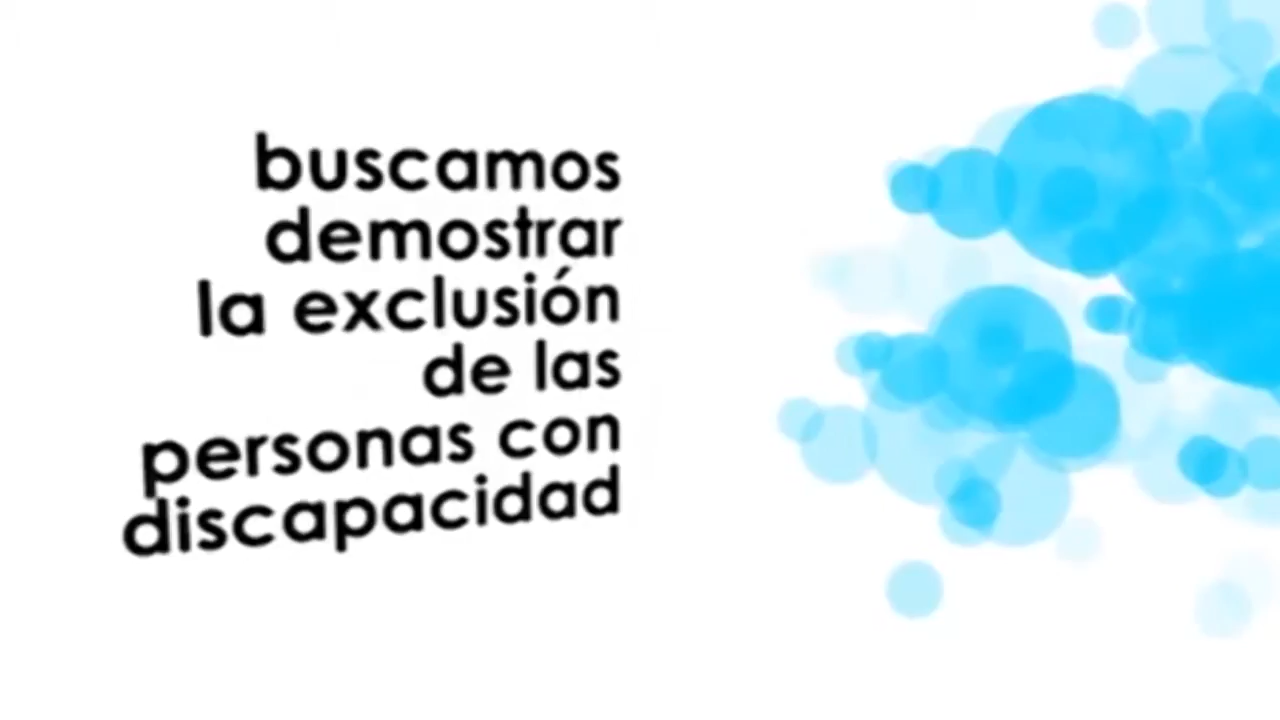 buscamos
demostrar
la exclusión
de las
personas con
discapacidad